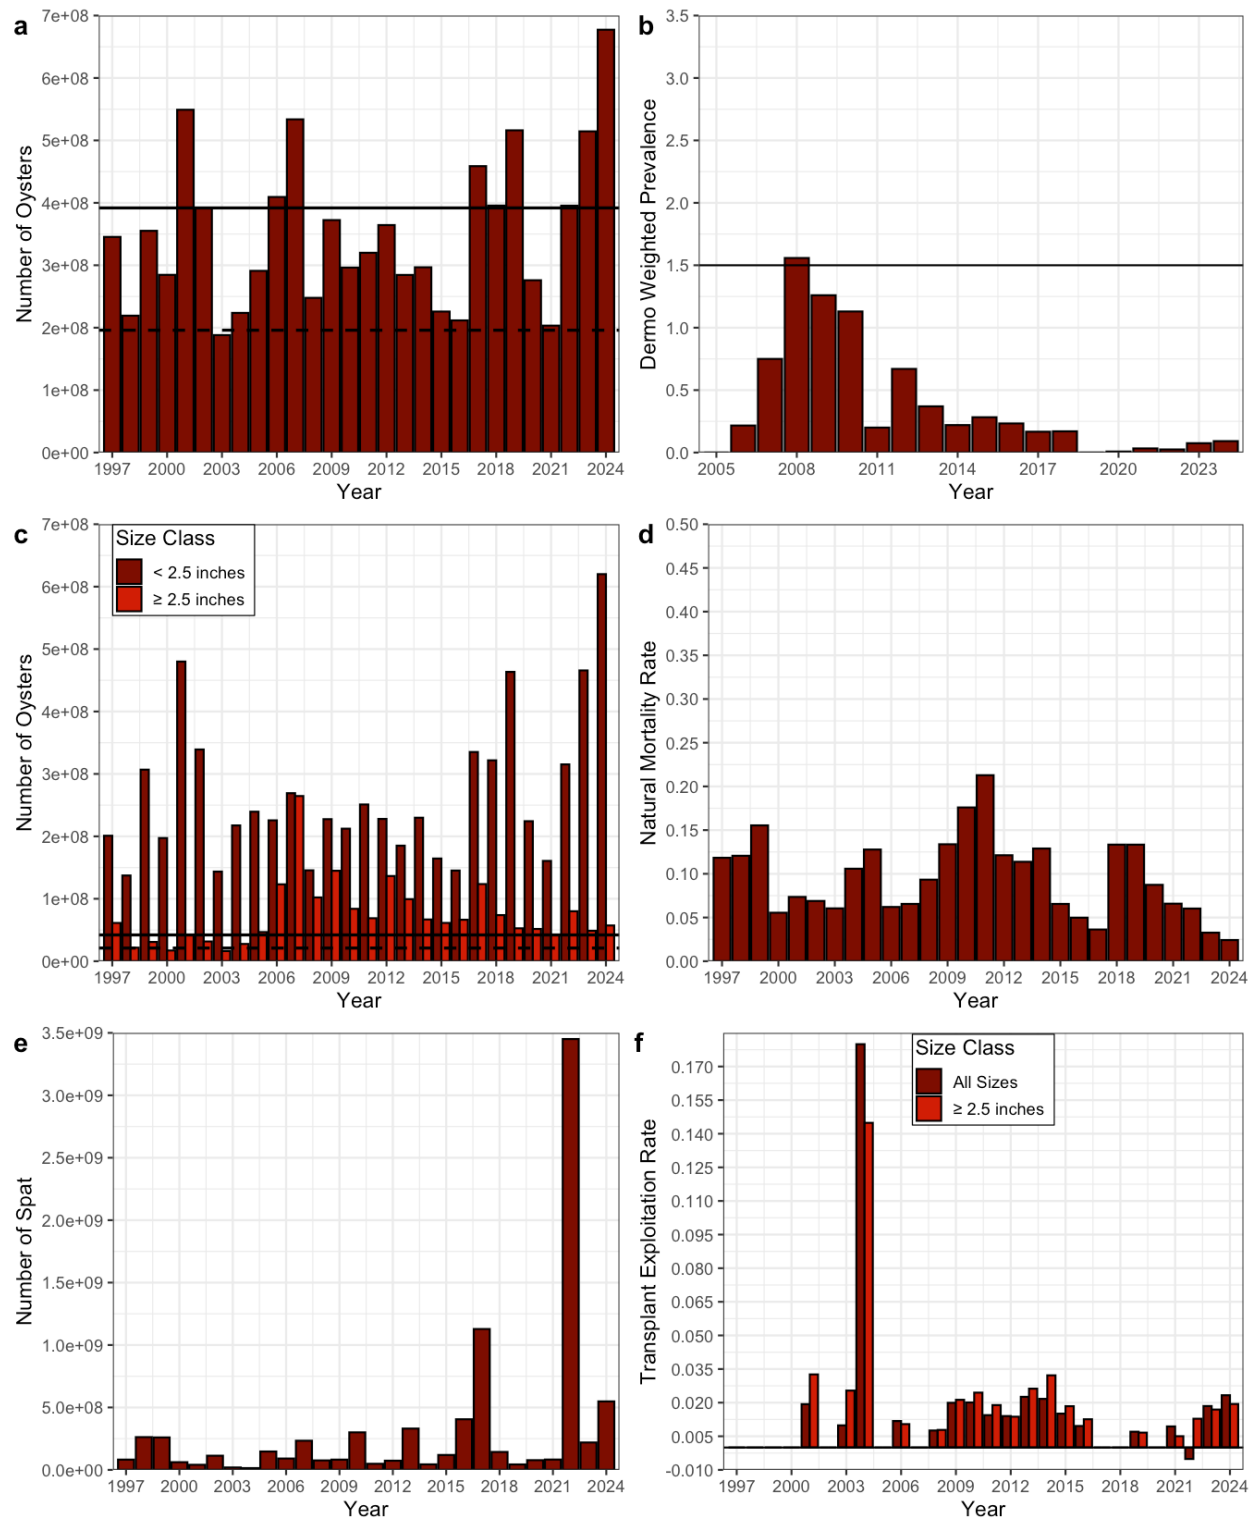 a
7e+08
6e+08
5e+08
4e+08
3e+08
2e+08
1e+08
0e+00
Number of Oysters
1997 2000 2003 2006 2009 2012 2015 2018 2021 2024
Year
b
3.5
3.0
2.5
2.0
1.5
1.0
0.5
0.0
Dermo Weighted Prevalence
2005 2008 2011 2014 2017 2020 2023
Year
c
7e+08
6e+08
5e+08
4e+08
3e+08
2e+08
1e+08
0e+00
Number of Oysters
Size Class
< 2.5 inches
≥ 2.5 inches
1997 2000 2003 2006 2009 2012 2015 2018 2021 2024
Year
d
0.50
0.45
0.40
0.35
0.30
0.25
0.20
0.15
0.10
0.05
0.00
Natural Mortality Rate
1997 2000 2003 2006 2009 2012 2015 2018 2021 2024
Year
e
3.5e+09
3.0e+09
2.5e+09
2.0e+09
1.5e+09
1.0e+09
5.0e+08
0.0e+00
Number of Spat
1997 2000 2003 2006 2009 2012 2015 2018 2021 2024
Year
f
0.170
0.155
0.140
0.125
0.110
0.095
0.080
0.065
0.050
0.035
0.020
0.005
-0.010
Transplant Exploitation Rate
Size Class
All Sizes
≥ 2.5 inches
1997 2000 2003 2006 2009 2012 2015 2018 2021 2024
Year